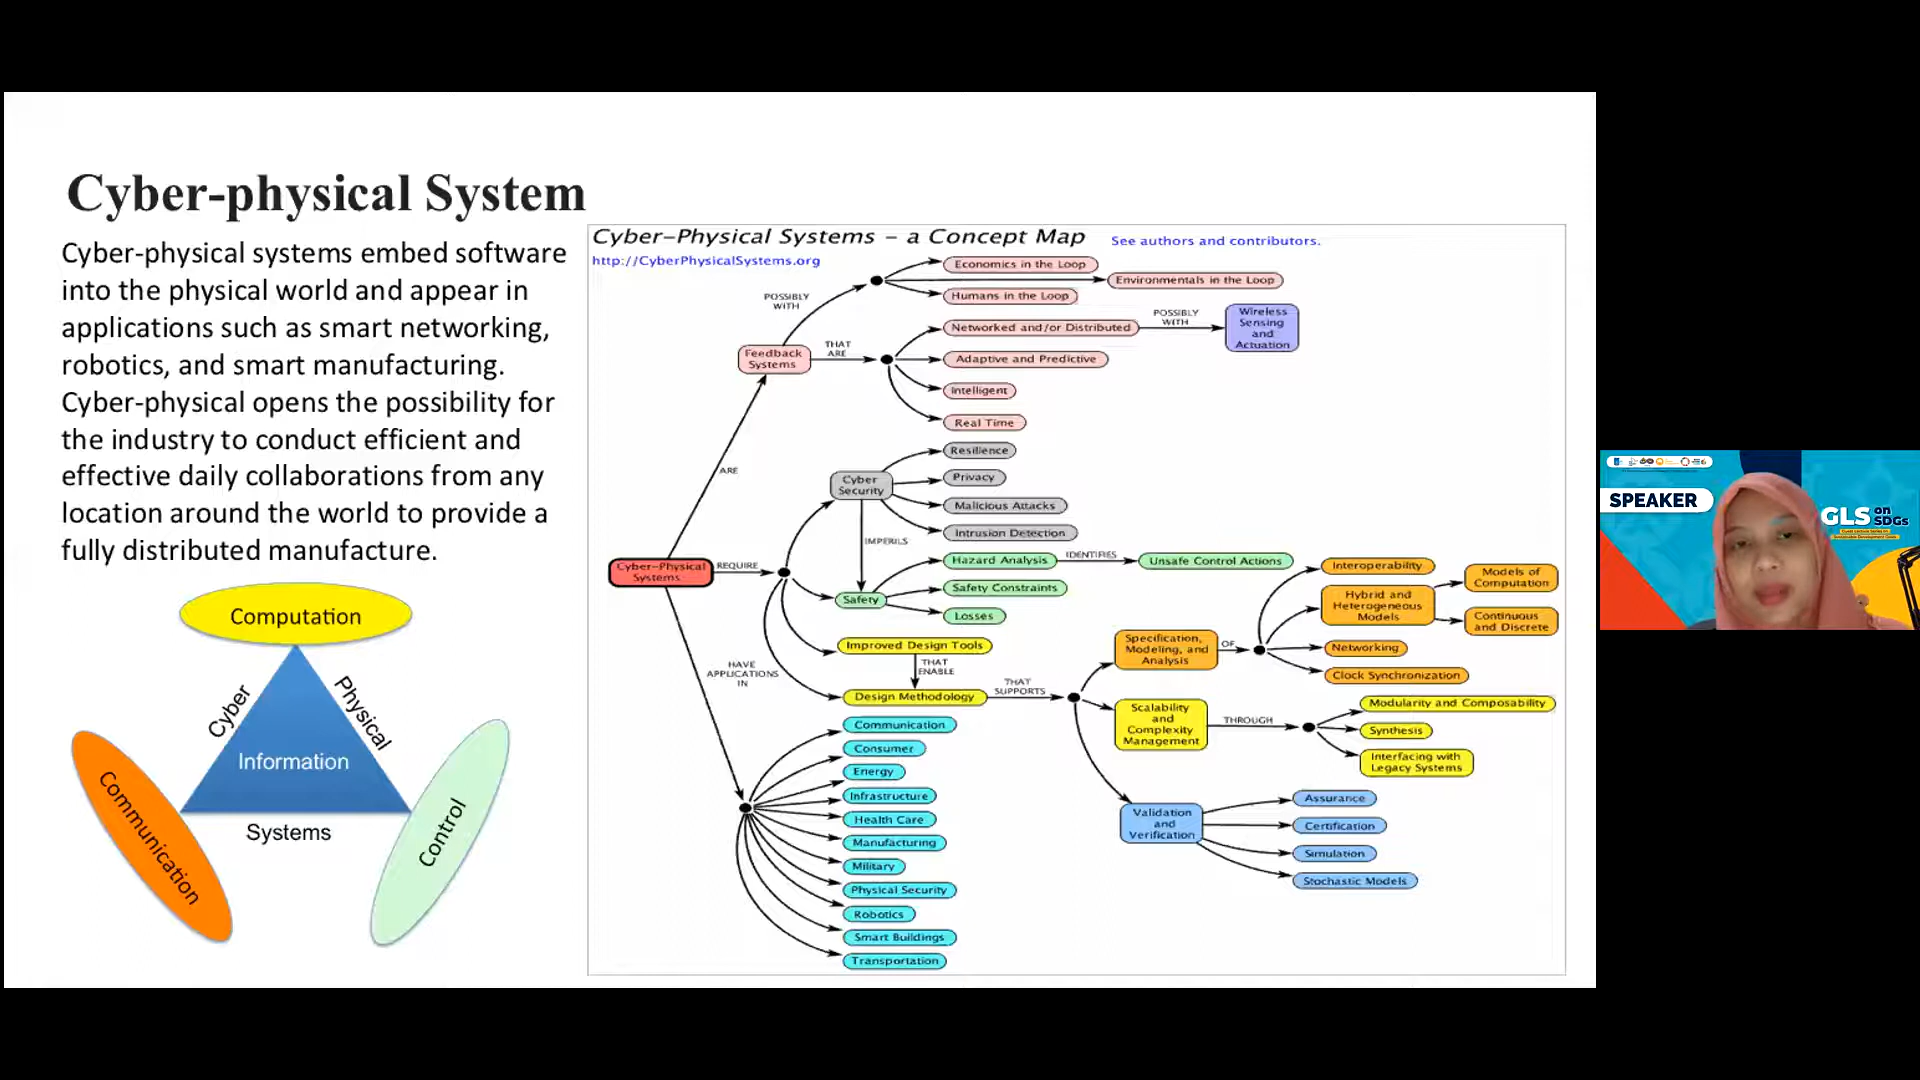 Cyber-physical System
Cyber-physical systems embed software
into the physical world and appear in
applications such as smart networking,
robotics, and smart manufacturing.
Cyber-physical opens the possibility for
the industry to conduct efficient and
effective daily collaborations from any
location around the world to provide a
fully distributed manufacture.
Computation
Cyber
Physical
Information
Systems
Communication
Control
Cyber-Physical Systems – a Concept Map
See authors and contributors.
http://CyberPhysicalSystems.org
Cyber-Physical
Systems
ARE
Feedback
Systems
POSSIBLY
WITH
Economics in the Loop
Environmentals in the Loop
Humans in the Loop
THAT
ARE
Networked and/or Distributed
POSSIBLY
WITH
Wireless
Sensing
and
Actuation
Adaptive and Predictive
Intelligent
Real Time
REQUIRE
Cyber
Security
Resilience
Privacy
Malicious Attacks
Intrusion Detection
IMPERILS
Safety
Hazard Analysis
IDENTIFIES
Unsafe Control Actions
Safety Constraints
Losses
Improved Design Tools
THAT
ENABLE
Design Methodology
THAT
SUPPORTS
Specification,
Modeling, and
Analysis
OF
Interoperability
Hybrid and
Heterogeneous
Models
Models of
Computation
Continuous
and Discrete
Networking
Clock Synchronization
Scalability
and
Complexity
Management
THROUGH
Modularity and Composability
Synthesis
Interfacing with
Legacy Systems
Validation
and
Verification
Assurance
Certification
Simulation
Stochastic Models
HAVE
APPLICATIONS
IN
Communication
Consumer
Energy
Infrastructure
Health Care
Manufacturing
Military
Physical Security
Robotics
Smart Buildings
Transportation
SPEAKER
GLS on
SDGs